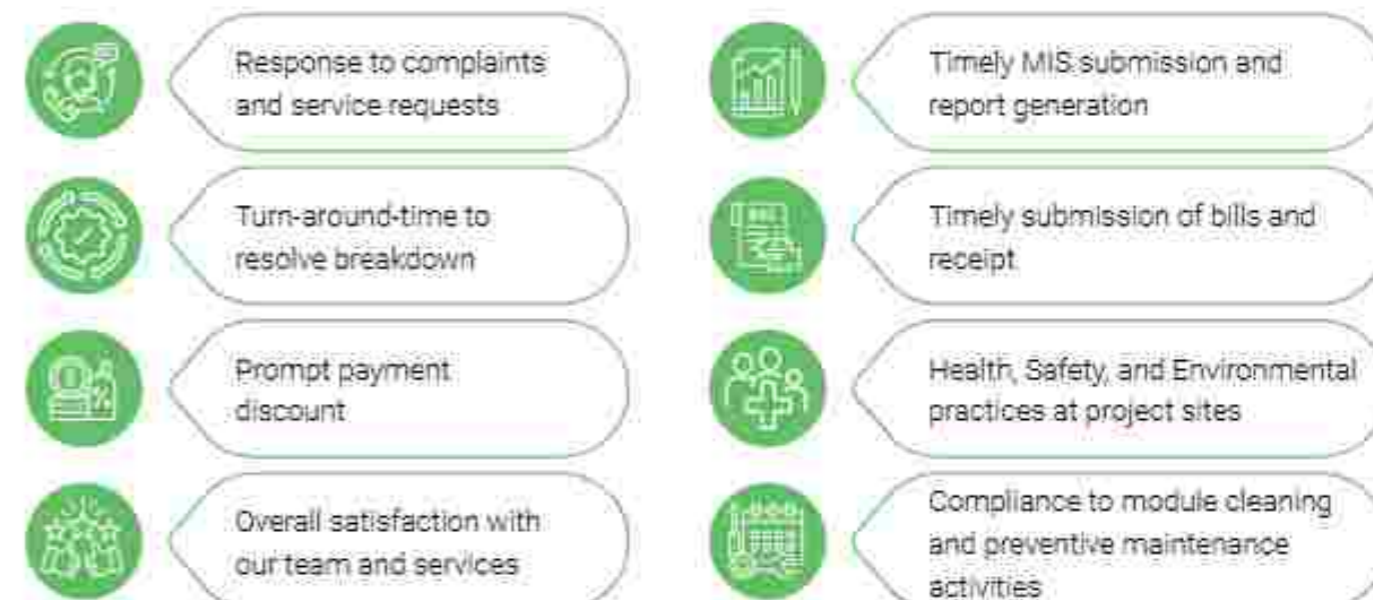 Response to complaints
and service requests
Timely MIS submission and
report generation
Turn-around-time to
resolve breakdown
Timely submission of bills and
receipt
Prompt payment
discount
Health, Safety, and Environmental
practices at project sites
Overall satisfaction with
our team and services
Compliance to module cleaning
and preventive maintenance
activities